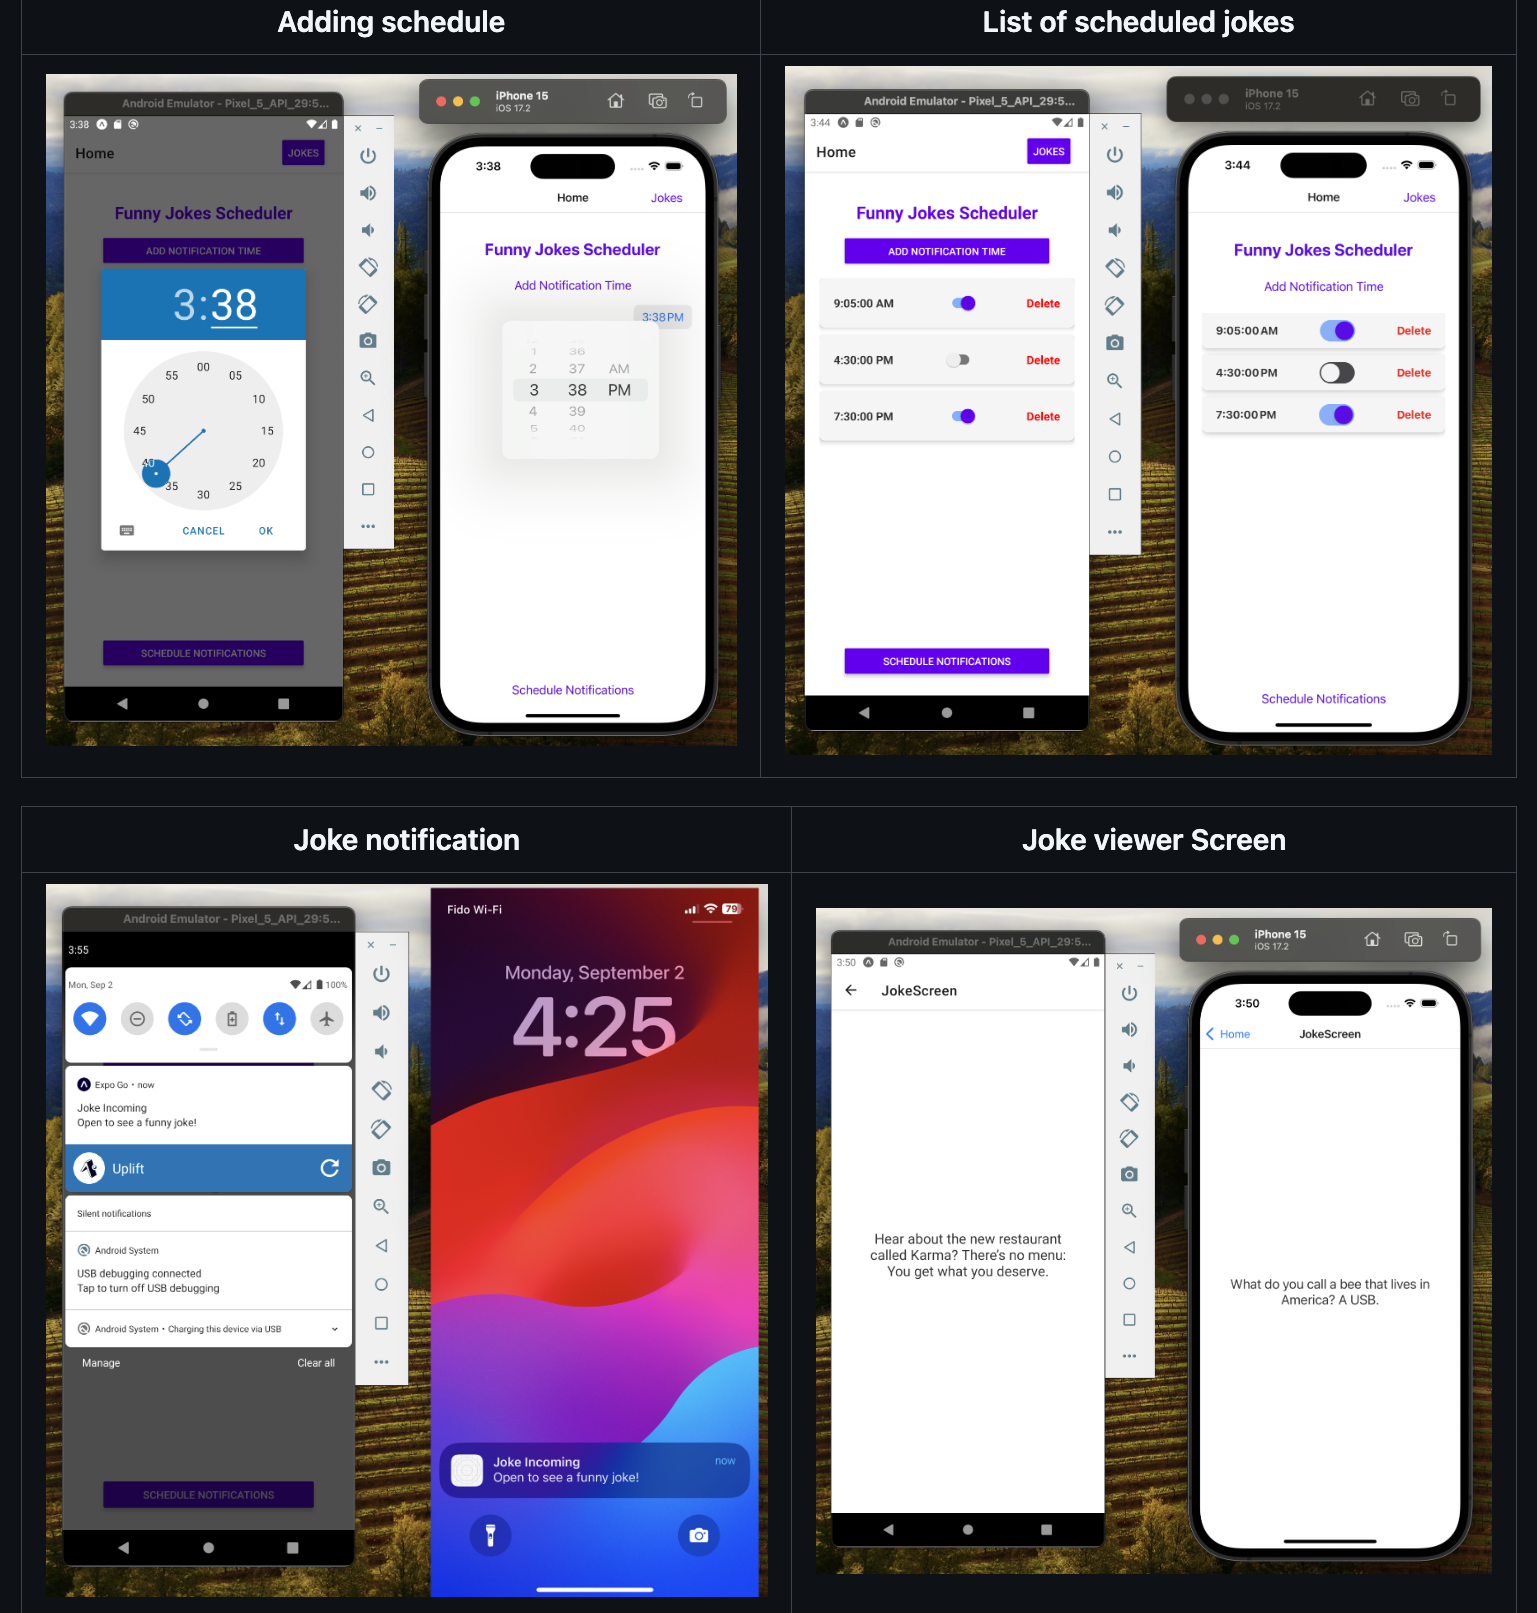 Adding schedule
List of scheduled jokes
Android Emulator - Pixel_5_API_29:5...
3:38
Home
JOKES
Funny Jokes Scheduler
ADD NOTIFICATION TIME
3:38
00
55
05
50
10
45
15
40
20
35
25
30
CANCEL
OK
SCHEDULE NOTIFICATIONS
iPhone 15
iOS 17.2
3:38
Home
Jokes
Funny Jokes Scheduler
Add Notification Time
3:38 PM
1 36
2 37 AM
3 38 PM
4 39
5 40
Schedule Notifications
Android Emulator - Pixel_5_API_29:5...
3:44
Home
JOKES
Funny Jokes Scheduler
ADD NOTIFICATION TIME
9:05:00 AM
Delete
4:30:00 PM
Delete
7:30:00 PM
Delete
SCHEDULE NOTIFICATIONS
iPhone 15
iOS 17.2
3:44
Home
Jokes
Funny Jokes Scheduler
Add Notification Time
9:05:00 AM
Delete
4:30:00 PM
Delete
7:30:00 PM
Delete
Schedule Notifications
Joke notification
Joke viewer Screen
Android Emulator - Pixel_5_API_29:5...
3:55
Mon, Sep 2
100%
Expo Go • now
Joke Incoming
Open to see a funny joke!
Uplift
Silent notifications
Android System
USB debugging connected
Tap to turn off USB debugging
Android System • Charging this device via USB
Manage
Clear all
SCHEDULE NOTIFICATIONS
Fido Wi-Fi
79
Monday, September 2
4:25
Joke Incoming
now
Open to see a funny joke!
Android Emulator - Pixel_5_API_29:5...
3:50
JokeScreen
Hear about the new restaurant
called Karma? There's no menu:
You get what you deserve.
iPhone 15
iOS 17.2
3:50
Home
JokeScreen
What do you call a bee that lives in
America? A USB.